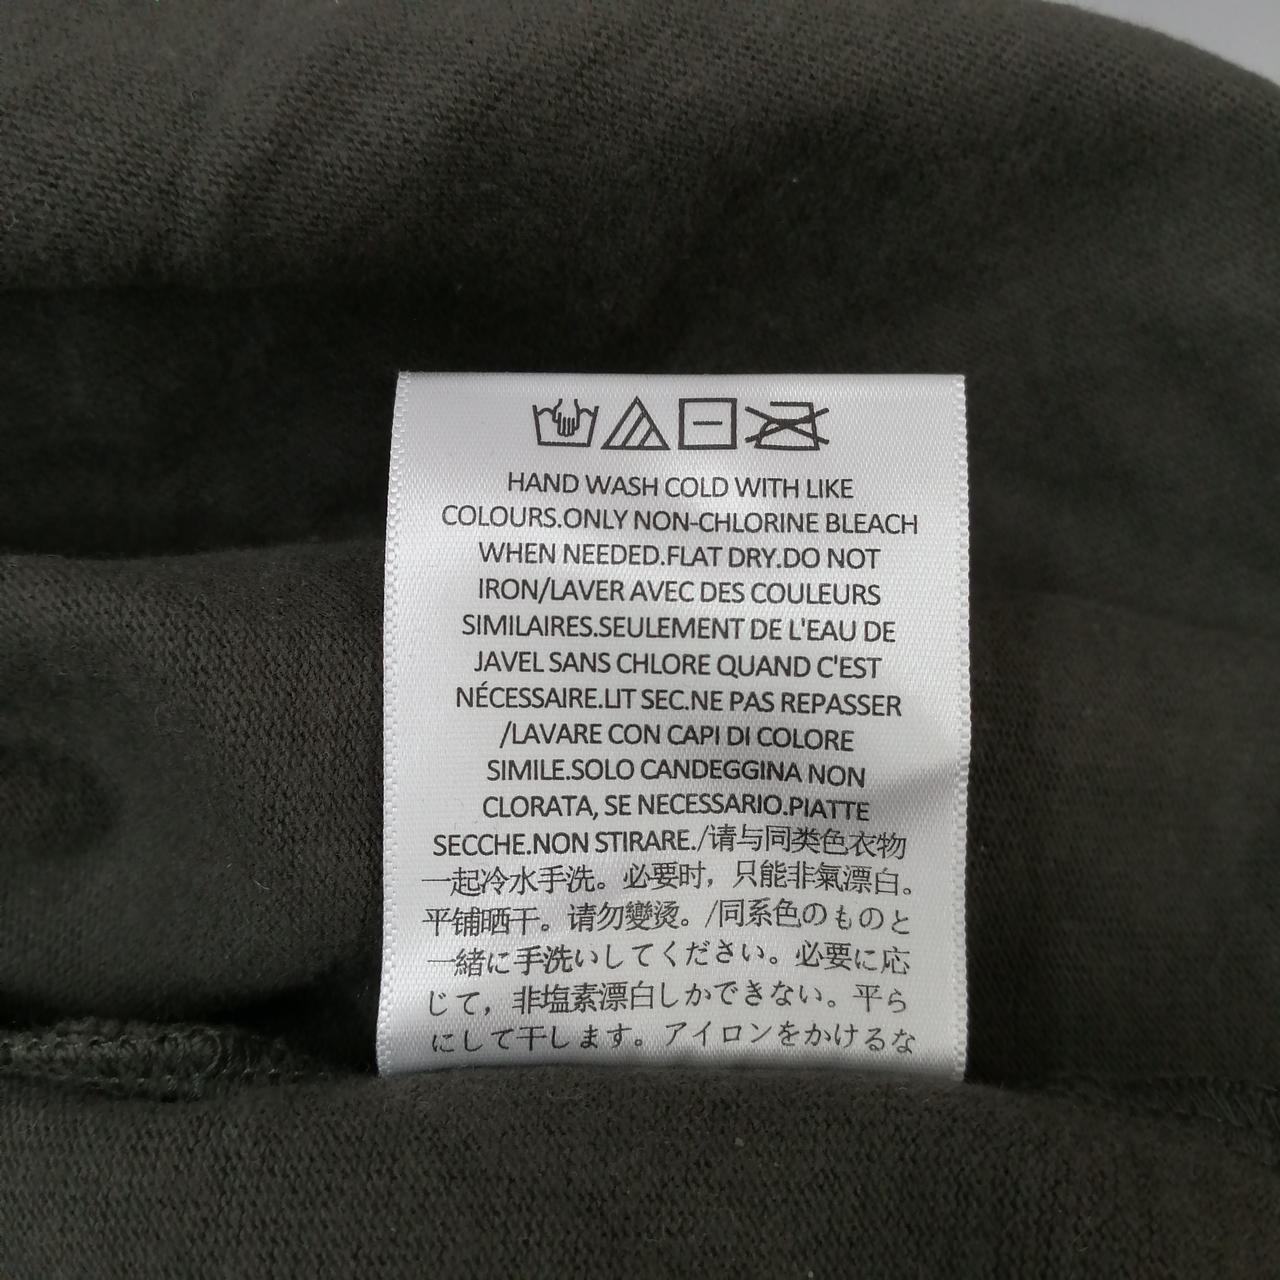 HAND WASH COLD WITH LIKE
COLOURS.ONLY NON-CHLORINE BLEACH
WHEN NEEDED.FLAT DRY.DO NOT
IRON/LAVER AVEC DES COULEURS
SIMILAIRES.SEULEMENT DE L'EAU DE
JAVEL SANS CHLORE QUAND C'EST
NÉCESSAIRE.LIT SEC.NE PAS REPASSER
/LAVARE CON CAPI DI COLORE
SIMILE.SOLO CANDEGGINA NON
CLORATA, SE NECESSARIO.PIATTE
SECCHE.NON STIRARE./请与同类色衣物
一起冷水手洗。必要时，只能非氣漂白。
平铺晒干。请勿變烫。/同系色のものと
一緒に手洗いしてください。必要に応
じて，非塩素漂白しかできない。平ら
にして干します。アイロンをかけるな